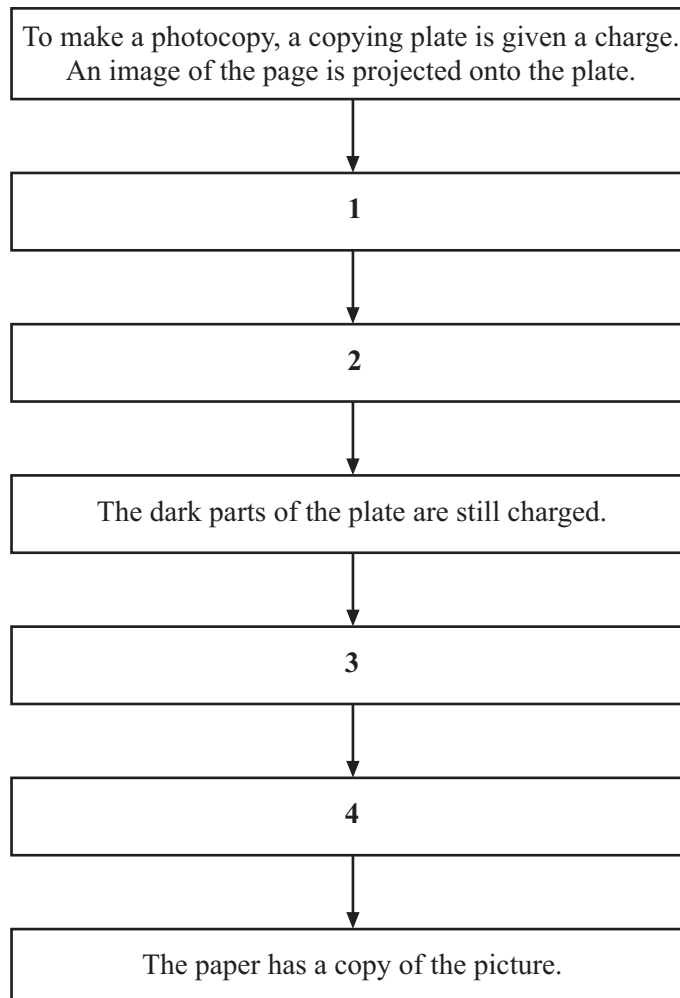 To make a photocopy, a copying plate is given a charge.
An image of the page is projected onto the plate.
1
2
The dark parts of the plate are still charged.
3
4
The paper has a copy of the picture.